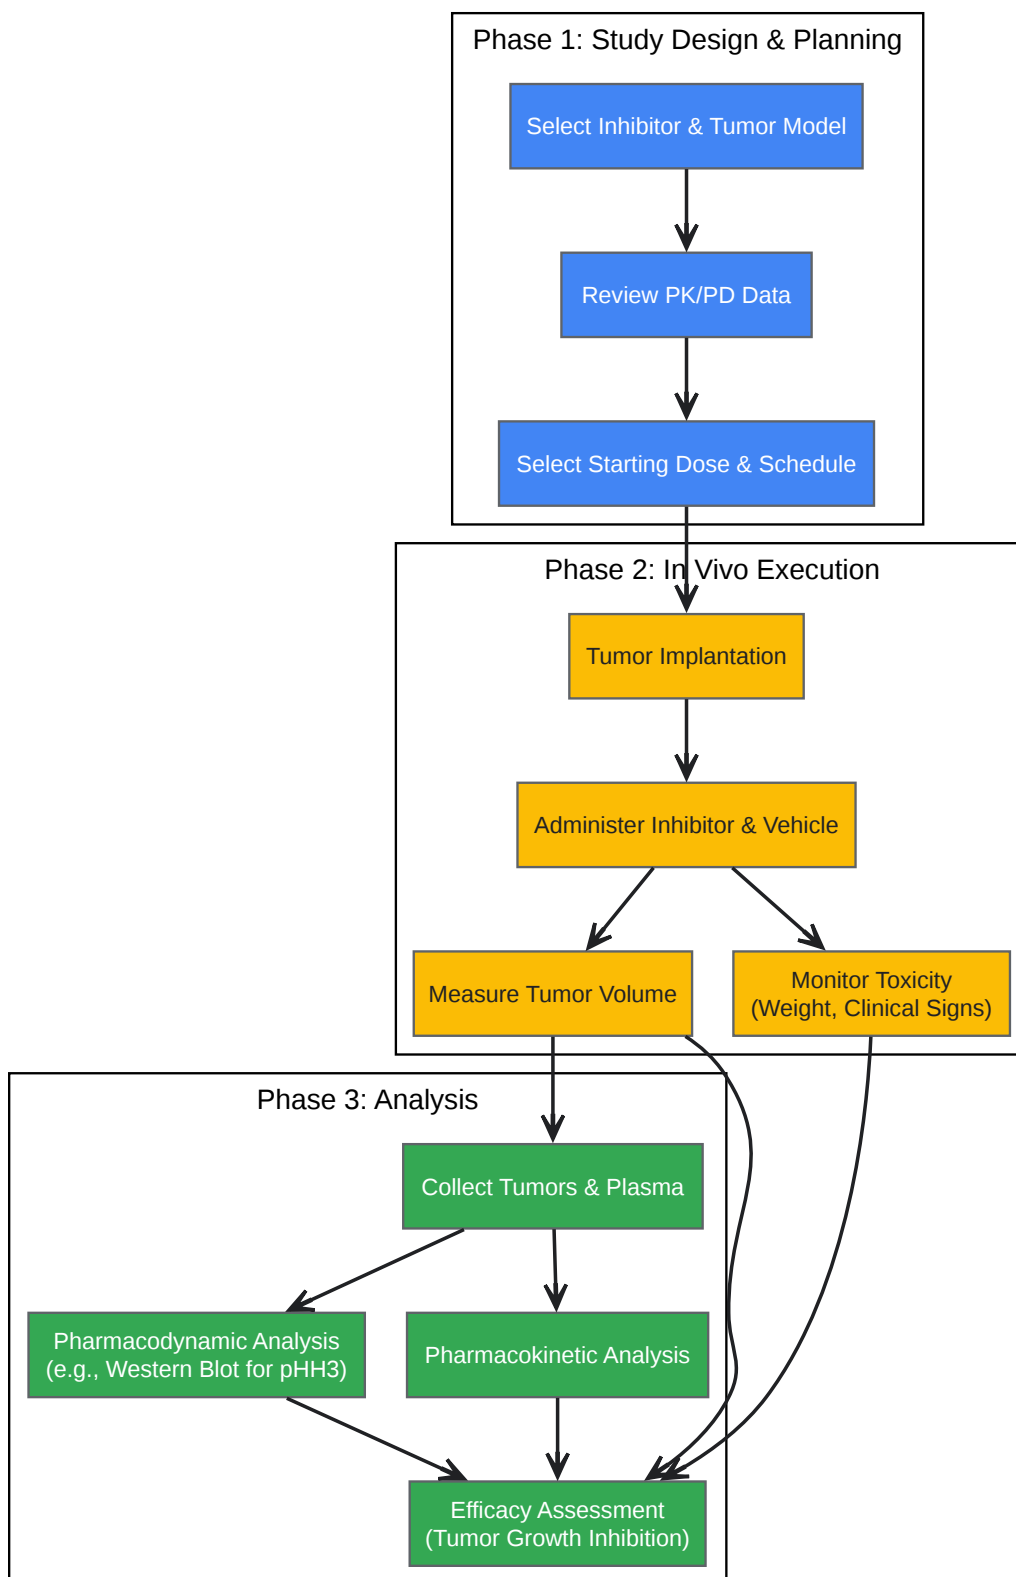 Phase 1: Study Design & Planning
Select Inhibitor & Tumor Model
Review PK/PD Data
Select Starting Dose & Schedule
Phase 2: In Vivo Execution
Tumor Implantation
Administer Inhibitor & Vehicle
Measure Tumor Volume
Monitor Toxicity
(Weight, Clinical Signs)
Phase 3: Analysis
Collect Tumors & Plasma
Pharmacodynamic Analysis
(e.g., Western Blot for pHH3)
Pharmacokinetic Analysis
Efficacy Assessment
(Tumor Growth Inhibition)